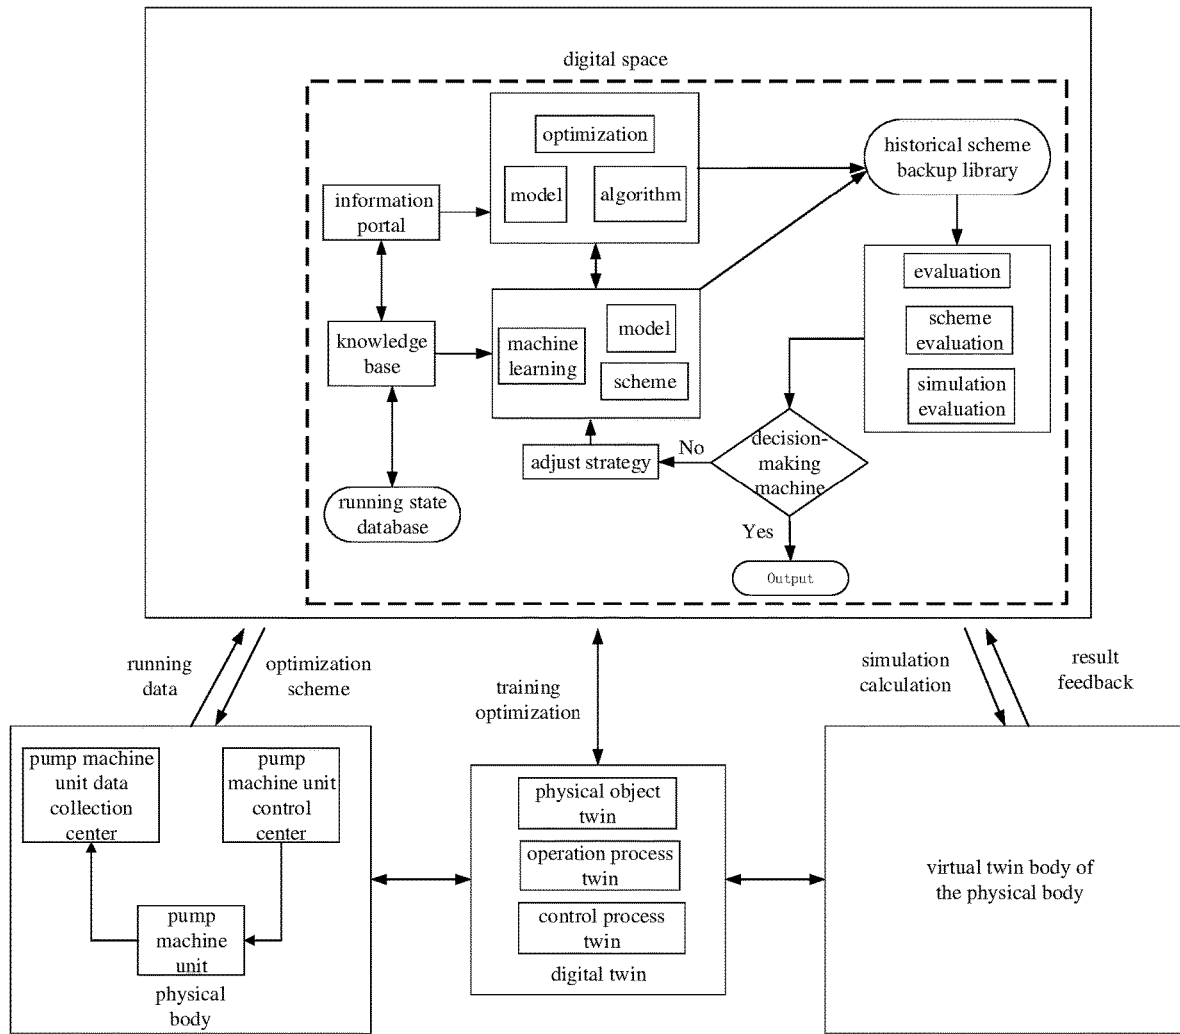 digital space
optimization
model
algorithm
historical scheme
backup library
information
portal
evaluation
scheme
evaluation
simulation
evaluation
knowledge
base
machine
learning
model
scheme
adjust strategy
No
decision-
making
machine
Yes
Output
running state
database
running
data
optimization
scheme
training
optimization
simulation
calculation
result
feedback
pump machine
unit data
collection
center
pump
machine unit
control
center
pump
machine
unit
physical
body
physical object
twin
operation process
twin
control process
twin
digital twin
virtual twin body of
the physical body